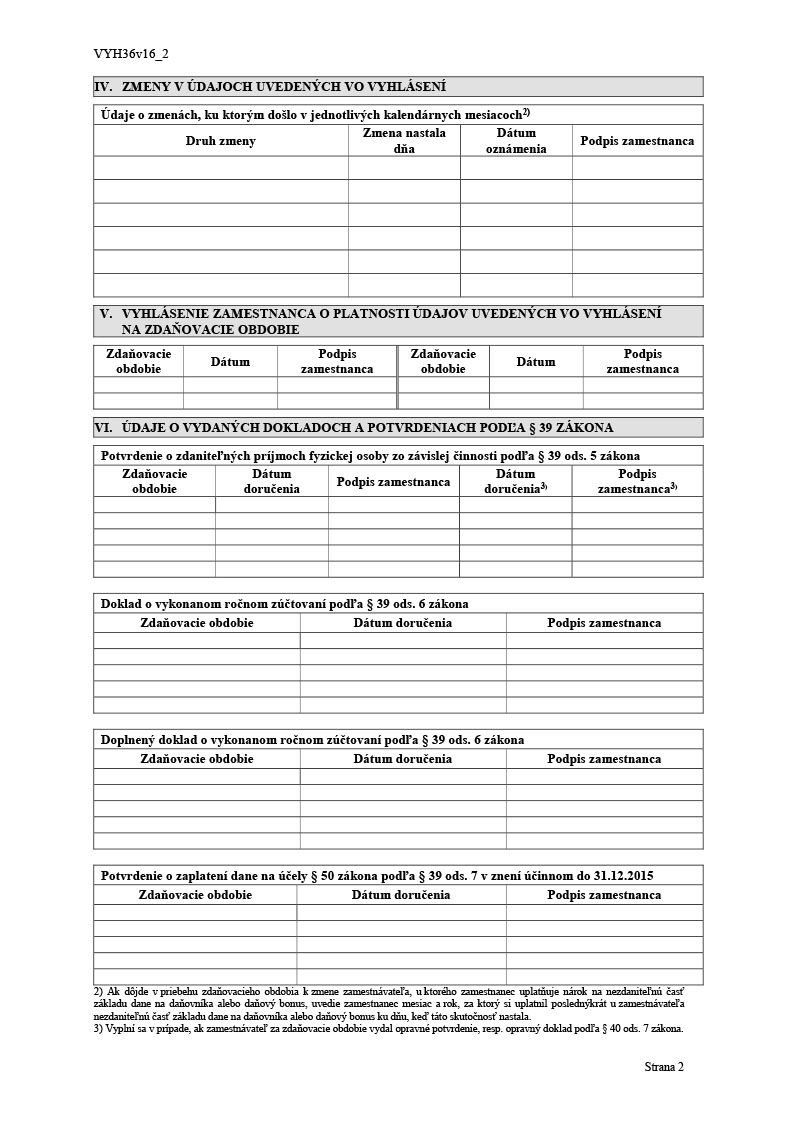 VYH36v16_2
IV. ZMENY V ÚDAJOCH UVEDENÝCH VO VYHLÁSENÍ
Údaje o zmenách, ku ktorým došlo v jednotlivých kalendárnych mesiacoch2)
Druh zmeny
Zmena nastala
dňa
Dátum
oznámenia
Podpis zamestnanca
V. VYHLÁSENIE ZAMESTNANCA O PLATNOSTI ÚDAJOV UVEDENÝCH VO VYHLÁSENÍ
NA ZDAŇOVACIE OBDOBIE
Zdaňovacie
obdobie
Dátum
Podpis
zamestnanca
Zdaňovacie
obdobie
Dátum
Podpis
zamestnanca
VI. ÚDAJE O VYDANÝCH DOKLADOCH A POTVRDENIACH PODĽA § 39 ZÁKONA
Potvrdenie o zdaniteľných príjmoch fyzickej osoby zo závislej činnosti podľa § 39 ods. 5 zákona
Zdaňovacie
obdobie
Dátum
doručenia
Podpis zamestnanca
Dátum
doručenia3)
Podpis
zamestnanca3)
Doklad o vykonanom ročnom zúčtovaní podľa § 39 ods. 6 zákona
Zdaňovacie obdobie
Dátum doručenia
Podpis zamestnanca
Doplnený doklad o vykonanom ročnom zúčtovaní podľa § 39 ods. 6 zákona
Zdaňovacie obdobie
Dátum doručenia
Podpis zamestnanca
Potvrdenie o zaplatení dane na účely § 50 zákona podľa § 39 ods. 7 v znení účinnom do 31.12.2015
Zdaňovacie obdobie
Dátum doručenia
Podpis zamestnanca
2) Ak dôjde v priebehu zdaňovacieho obdobia k zmene zamestnávateľa, u ktorého zamestnanec uplatňuje nárok na nezdaniteľnú časť
základu dane na daňovníka alebo daňový bonus, uvedie zamestnanec mesiac a rok, za ktorý si uplatnil poslednýkrát u zamestnávateľa
nezdaniteľnú časť základu dane na daňovníka alebo daňový bonus ku dňu, keď táto skutočnosť nastala.
3) Vyplní sa v prípade, ak zamestnávateľ za zdaňovacie obdobie vydal opravné potvrdenie, resp. opravný doklad podľa § 40 ods. 7 zákona.
Strana 2